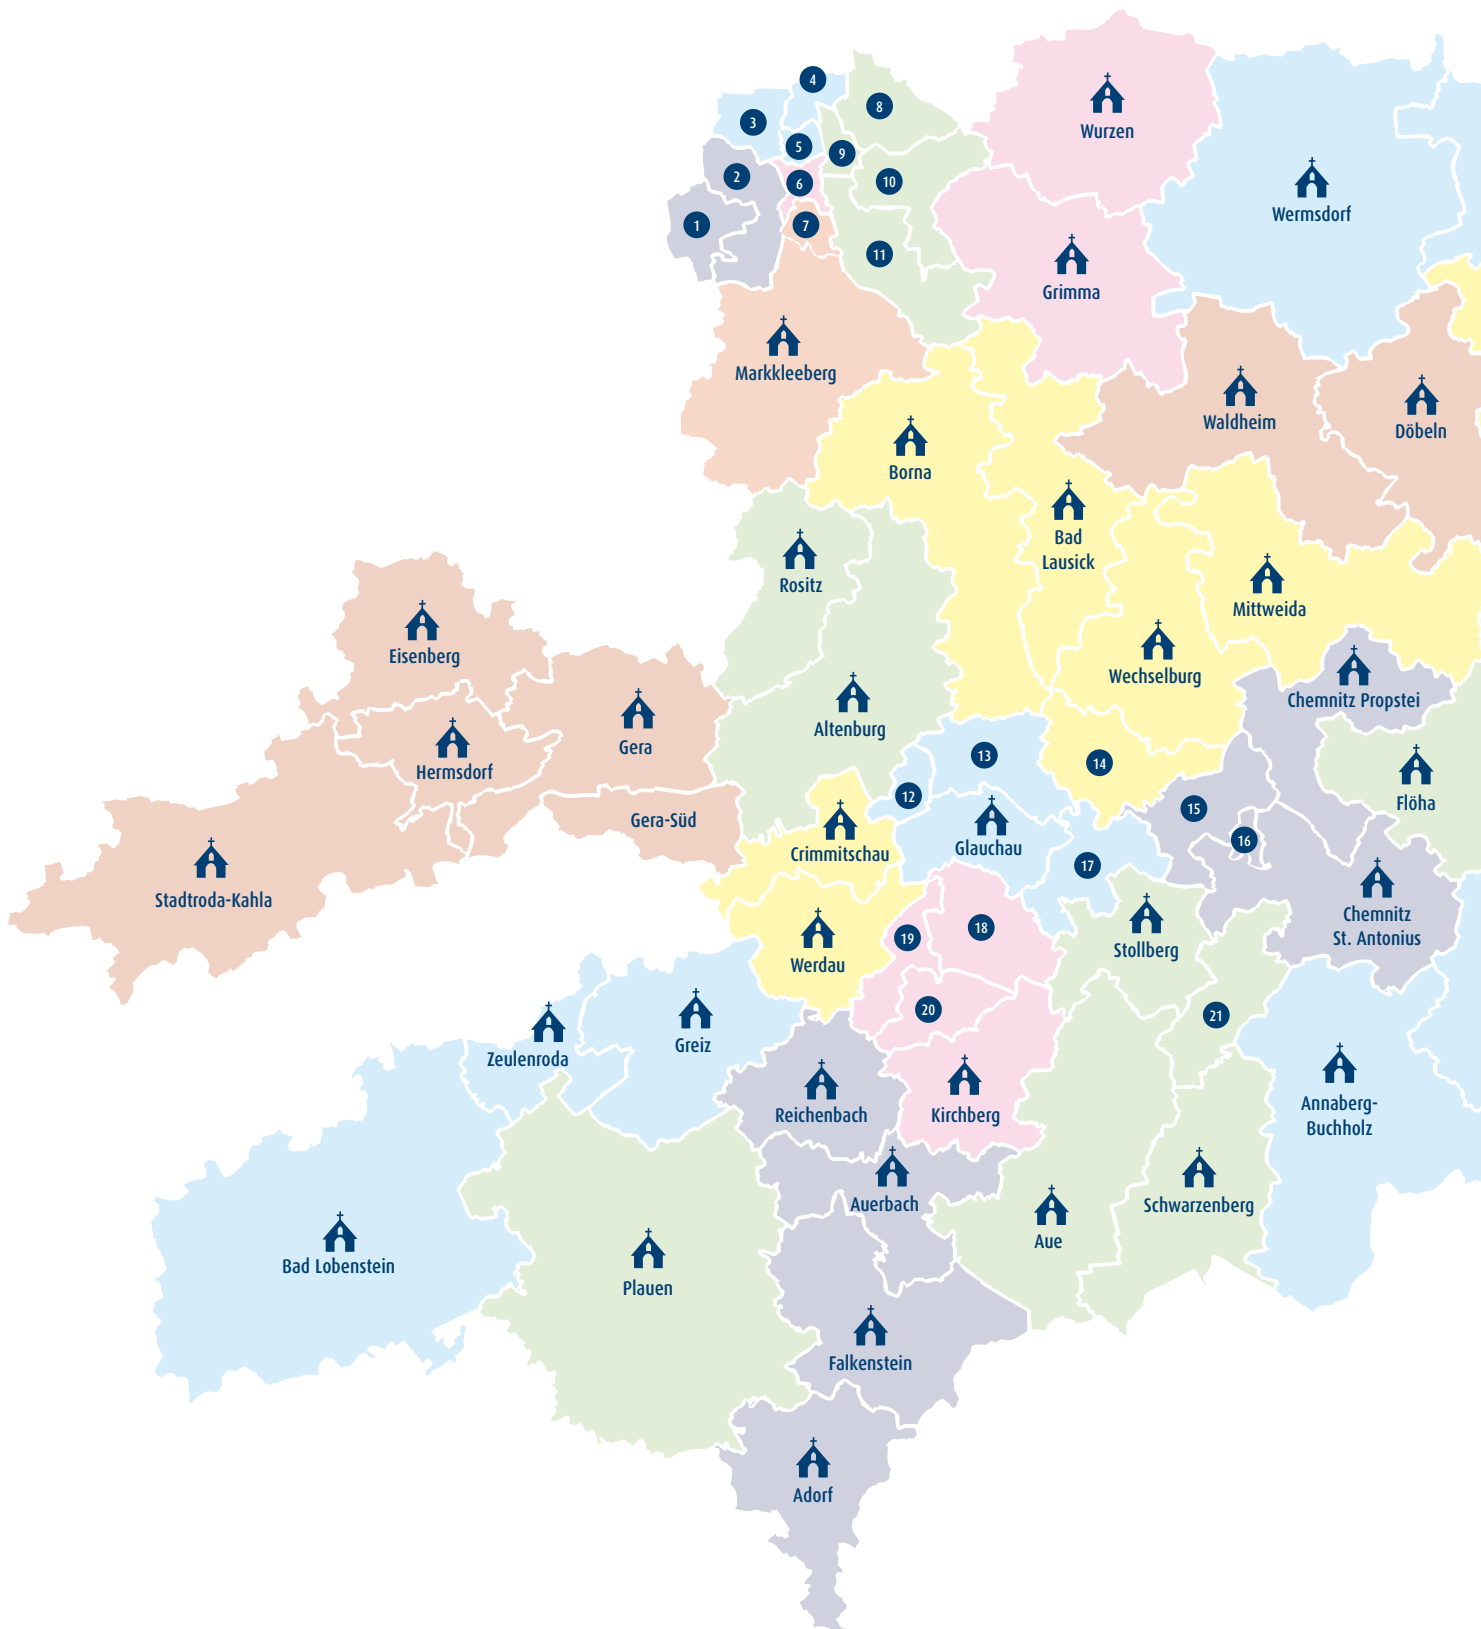 4
8
3
Wurzen
5
9
2
6
10
Wermsdorf
1
7
11
Grimma
Markkleeberg
Waldheim
Döbeln
Borna
Bad
Lausick
Rositz
Mittweida
Eisenberg
Wechselburg
Chemnitz Propstei
Altenburg
Gera
Hermsdorf
13
14
Flöha
12
15
Gera-Süd
16
Glauchau
Crimmitschau
17
Stadtroda-Kahla
Chemnitz
St. Antonius
18
19
Stollberg
Werdau
20
21
Greiz
Zeulenroda
Reichenbach
Kirchberg
Annaberg-
Buchholz
Auerbach
Schwarzenberg
Aue
Bad Lobenstein
Plauen
Falkenstein
Adorf